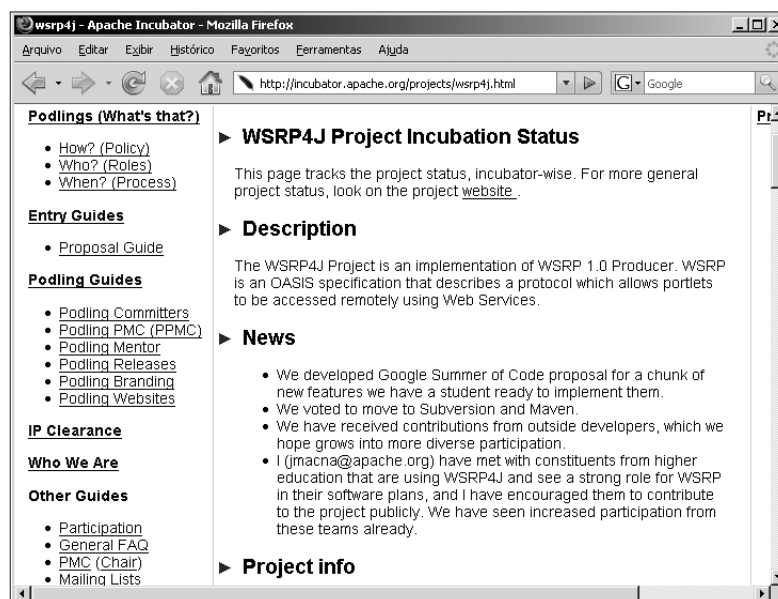 wsrp4j - Apache Incubator - Mozilla Firefox
Arquivo Editar Exibir Histórico Favoritos Ferramentas Ajuda
http://incubator.apache.org/projects/wsrp4j.html
G Google
Podlings (What's that?)
• How? (Policy)
• Who? (Roles)
• When? (Process)
Entry Guides
• Proposal Guide
Podling Guides
• Podling Committers
• Podling PMC (PPMC)
• Podling Mentor
• Podling Releases
• Podling Branding
• Podling Websites
IP Clearance
Who We Are
Other Guides
• Participation
• General FAQ
• PMC (Chair)
• Mailing Lists
WSRP4J Project Incubation Status
This page tracks the project status, incubator-wise. For more general
project status, look on the project website .
Description
The WSRP4J Project is an implementation of WSRP 1.0 Producer. WSRP
is an OASIS specification that describes a protocol which allows portlets
to be accessed remotely using Web Services.
News
• We developed Google Summer of Code proposal for a chunk of
new features we have a student ready to implement them.
• We voted to move to Subversion and Maven.
• We have received contributions from outside developers, which we
hope grows into more diverse participation.
• I (jmacna@apache.org) have met with constituents from higher
education that are using WSRP4J and see a strong role for WSRP
in their software plans, and I have encouraged them to contribute
to the project publicly. We have seen increased participation from
these teams already.
Project info